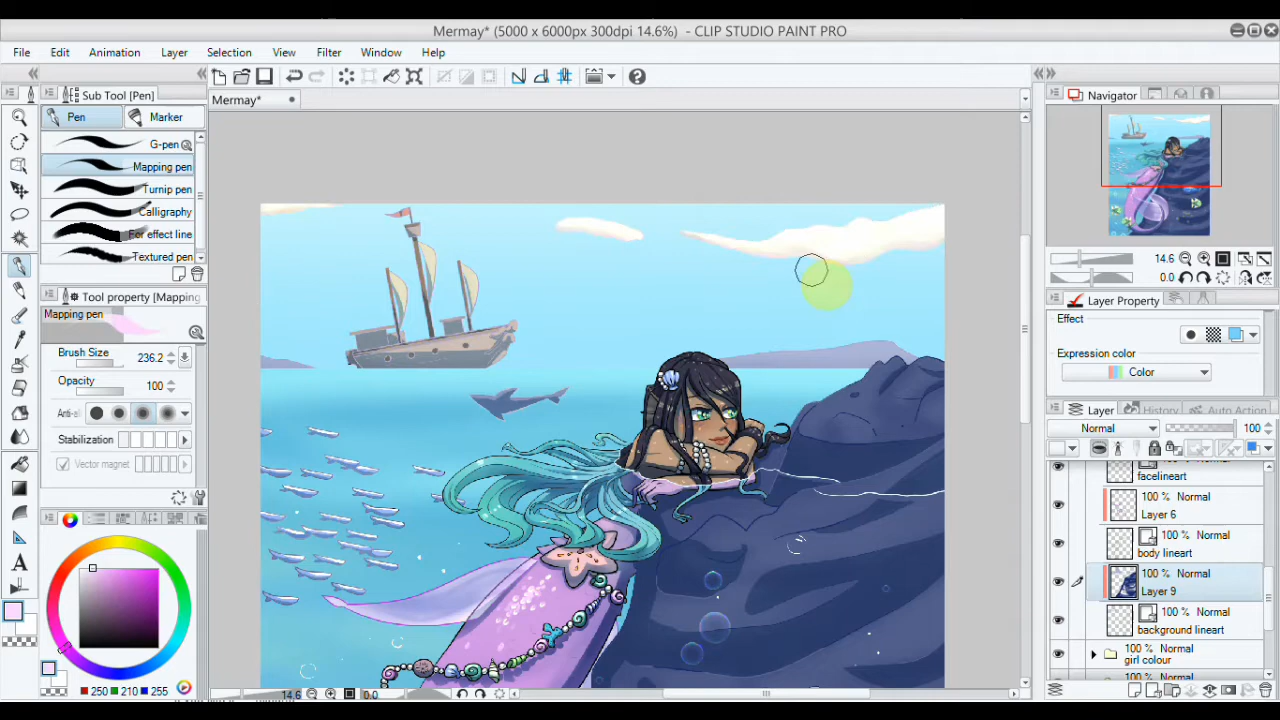 Mermay* (5000 x 6000px 300dpi 14.6%) - CLIP STUDIO PAINT PRO
File Edit Animation Layer Selection View Filter Window Help
Sub Tool [Pen]
Mermay*
Navigator
Pen Marker
G-pen
Mapping pen
Turnip pen
Calligraphy
For effect line
Textured pen
14.6
0.0
Tool property [Mapping
Mapping pen
Brush Size 236.2
Opacity 100
Anti-al
Stabilization
Vector magnet
Layer Property
Effect
Expression color
Color
Layer History Auto Action
Normal 100
facelineart
100 % Normal
Layer 6
100 % Normal
body lineart
100 % Normal
Layer 9
100 % Normal
background lineart
100 % Normal
girl colour
100 % Normal
250 210 255
14.6 0.0